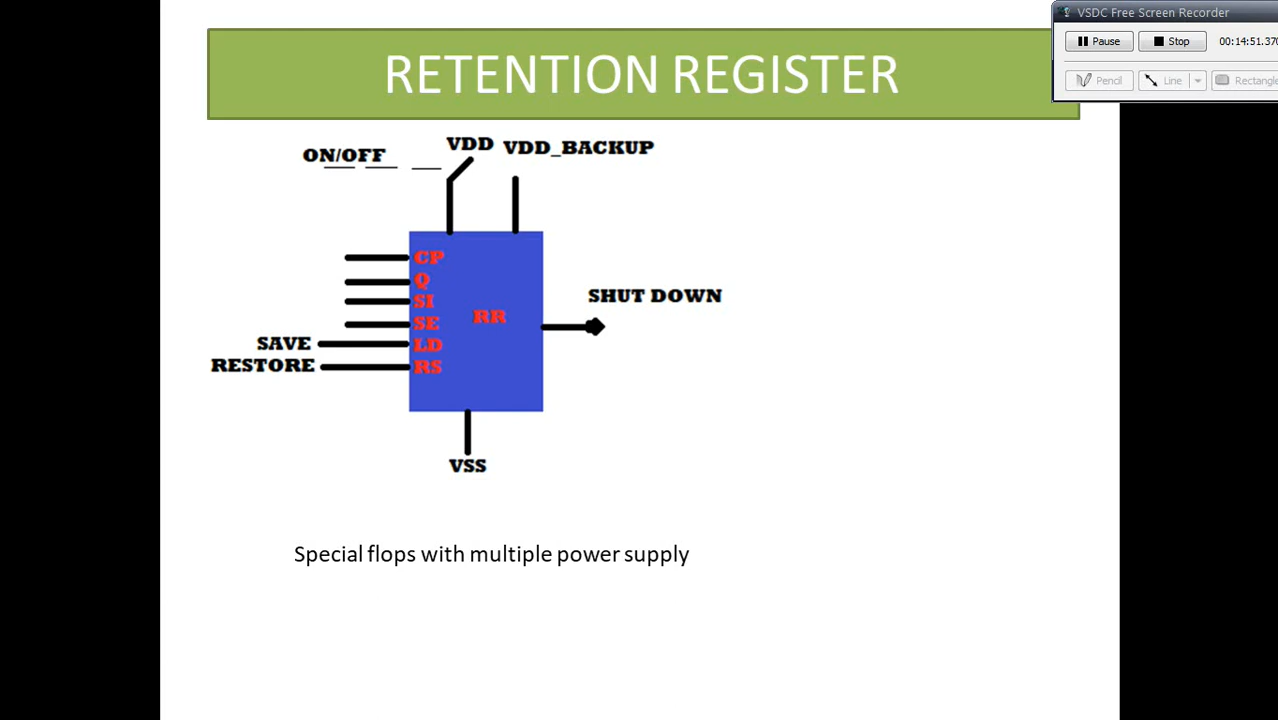 VSDC Free Screen Recorder
Pause
Stop
00:14:51.370
Pencil
Line
Rectangle
RETENTION REGISTER
ON/OFF
VDD
VDD_BACKUP
CP
Q
SI
SE
LD
RS
RR
SAVE
RESTORE
SHUT DOWN
VSS
Special flops with multiple power supply